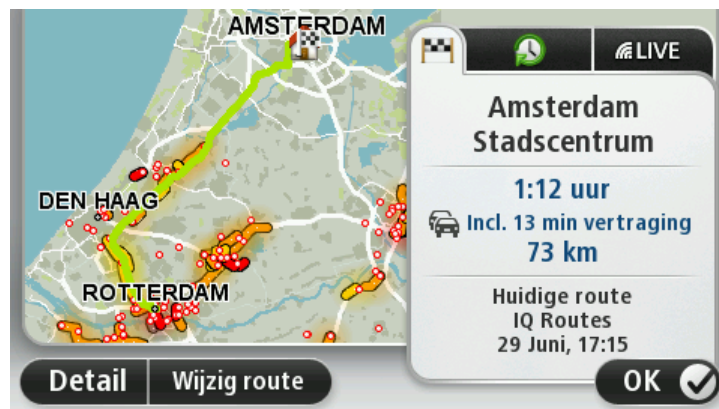 AMSTERDAM
DEN HAAG
ROTTERDAM
LIVE
Amsterdam
Stadscentrum
1:12 uur
Incl. 13 min vertraging
73 km
Huidige route
IQ Routes
29 Juni, 17:15
Detail
Wijzig route
OK